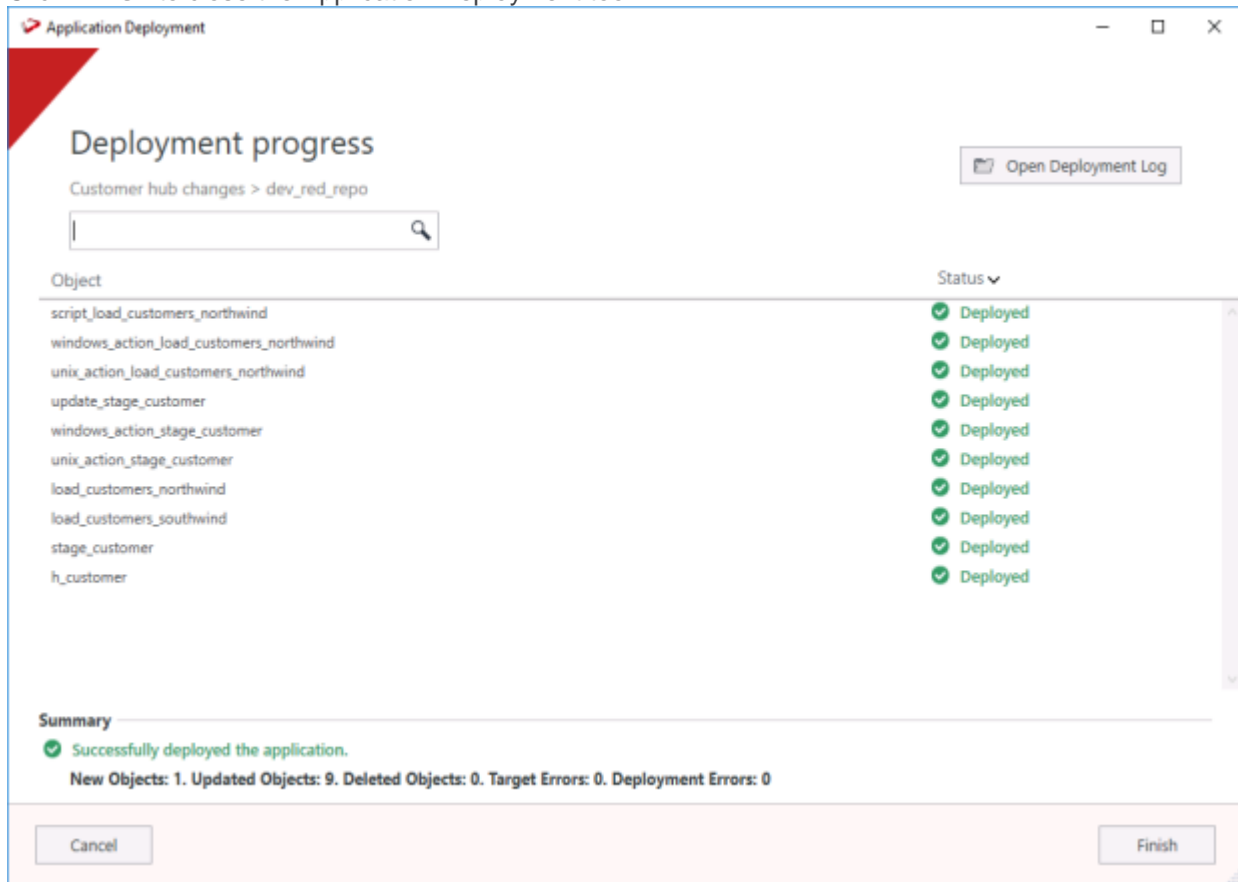 Application Deployment
Deployment progress
Open Deployment Log
Customer hub changes > dev_red_repo
Object Status
script_load_customers_northwind Deployed
windows_action_load_customers_northwind Deployed
unix_action_load_customers_northwind Deployed
update_stage_customer Deployed
windows_action_stage_customer Deployed
unix_action_stage_customer Deployed
load_customers_northwind Deployed
load_customers_southwind Deployed
stage_customer Deployed
h_customer Deployed
Summary
Successfully deployed the application.
New Objects: 1. Updated Objects: 9. Deleted Objects: 0. Target Errors: 0. Deployment Errors: 0
Cancel Finish